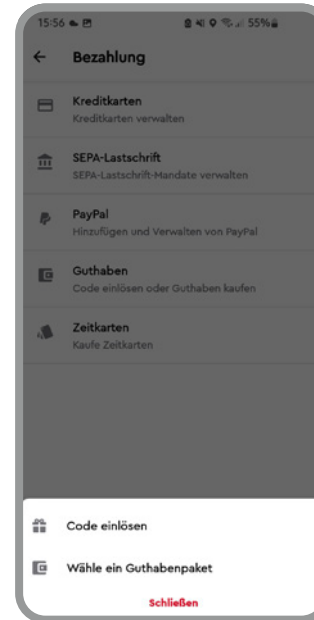 15:56 55%
Bezahlung
Kreditkarten
Kreditkarten verwalten
SEPA-Lastschrift
SEPA-Lastschrift-Mandate verwalten
PayPal
Hinzufügen und Verwalten von PayPal
Guthaben
Code einlösen oder Guthaben kaufen
Zeitkarten
Kaufe Zeitkarten
Code einlösen
Wähle ein Guthabenpaket
Schließen